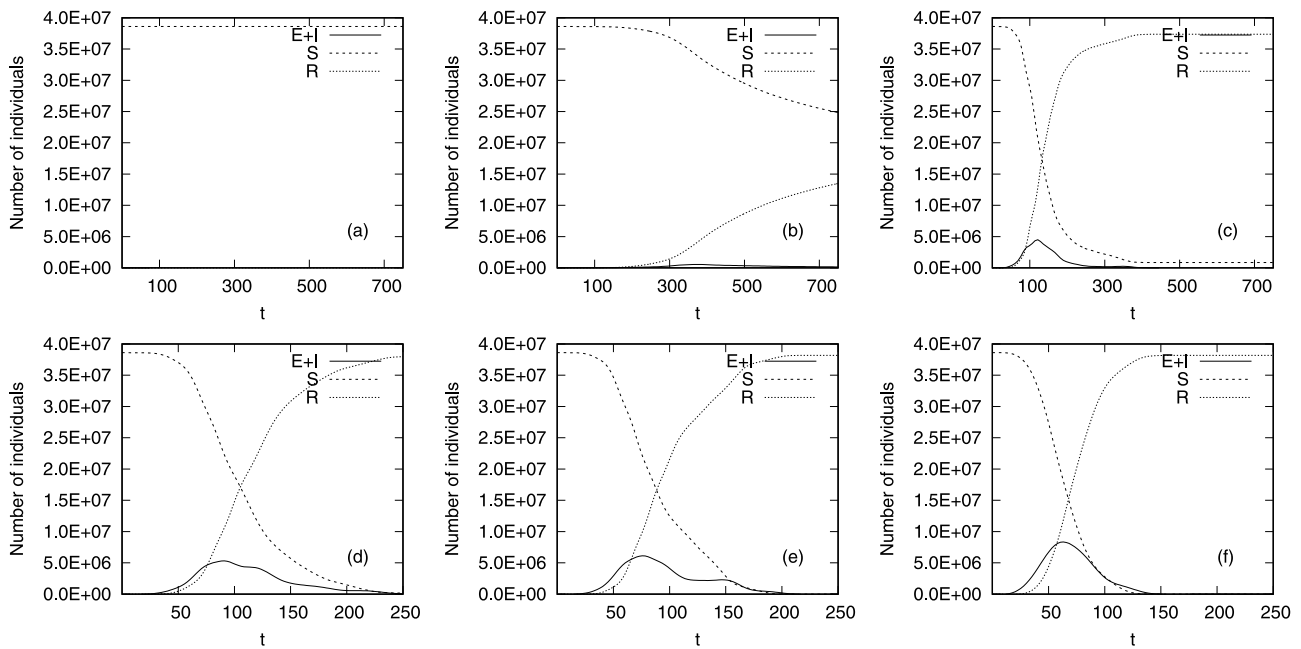 4.0E+07
3.5E+07
3.0E+07
2.5E+07
2.0E+07
1.5E+07
1.0E+07
5.0E+06
0.0E+00
Number of individuals
E+I
S
R
(a)
100
300
500
700
t
4.0E+07
3.5E+07
3.0E+07
2.5E+07
2.0E+07
1.5E+07
1.0E+07
5.0E+06
0.0E+00
Number of individuals
E+I
S
R
(b)
100
300
500
700
t
4.0E+07
3.5E+07
3.0E+07
2.5E+07
2.0E+07
1.5E+07
1.0E+07
5.0E+06
0.0E+00
Number of individuals
E+I
S
R
(c)
100
300
500
700
t
4.0E+07
3.5E+07
3.0E+07
2.5E+07
2.0E+07
1.5E+07
1.0E+07
5.0E+06
0.0E+00
Number of individuals
E+I
S
R
(d)
50
100
150
200
250
t
4.0E+07
3.5E+07
3.0E+07
2.5E+07
2.0E+07
1.5E+07
1.0E+07
5.0E+06
0.0E+00
Number of individuals
E+I
S
R
(e)
50
100
150
200
250
t
4.0E+07
3.5E+07
3.0E+07
2.5E+07
2.0E+07
1.5E+07
1.0E+07
5.0E+06
0.0E+00
Number of individuals
E+I
S
R
(f)
50
100
150
200
250
t